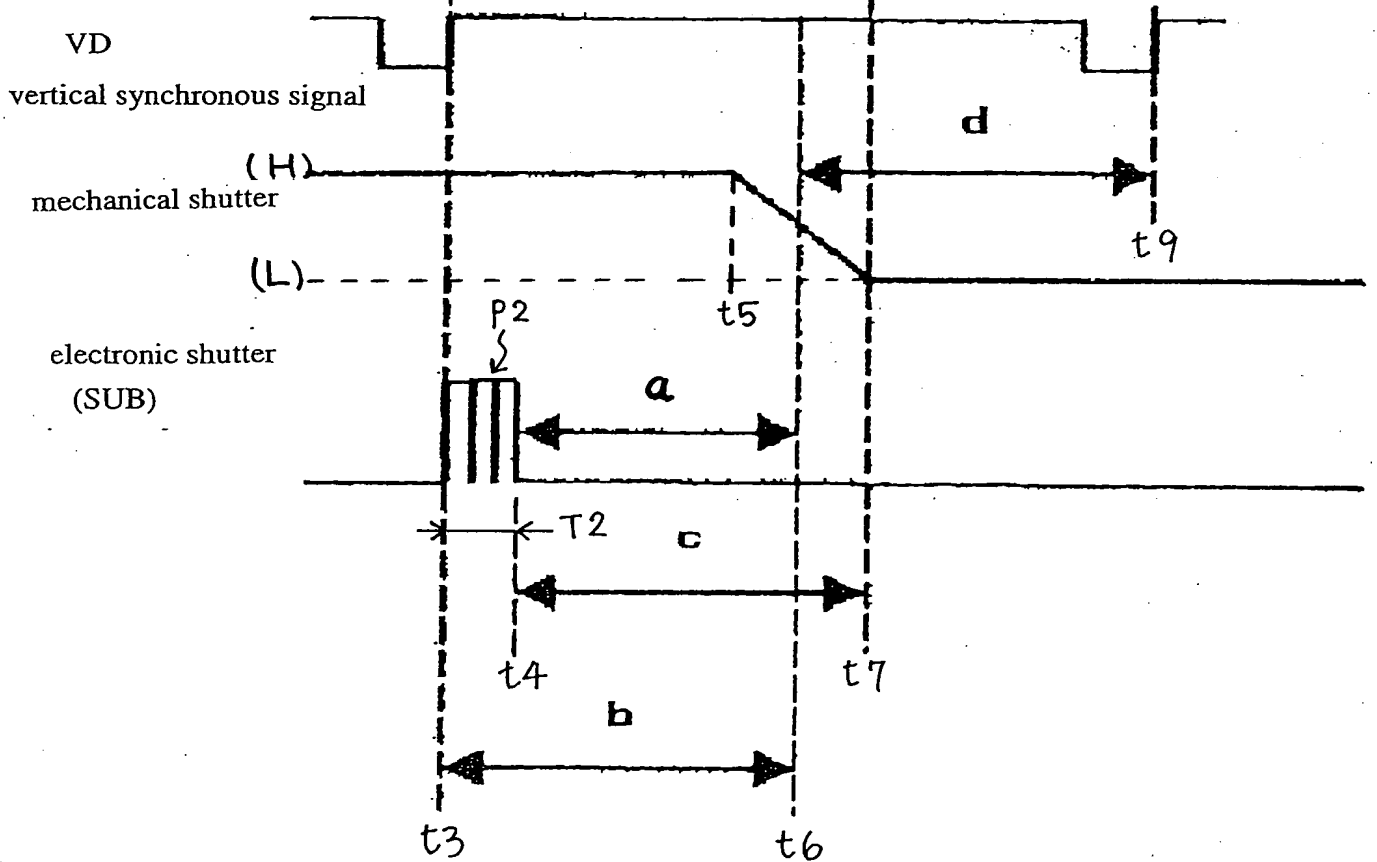 VD
vertical synchronous signal
d
(H)
mechanical shutter
t9
(L)
t5
P2
electronic shutter
(SUB)
a
T2
c
t4
t7
b
t3
t6